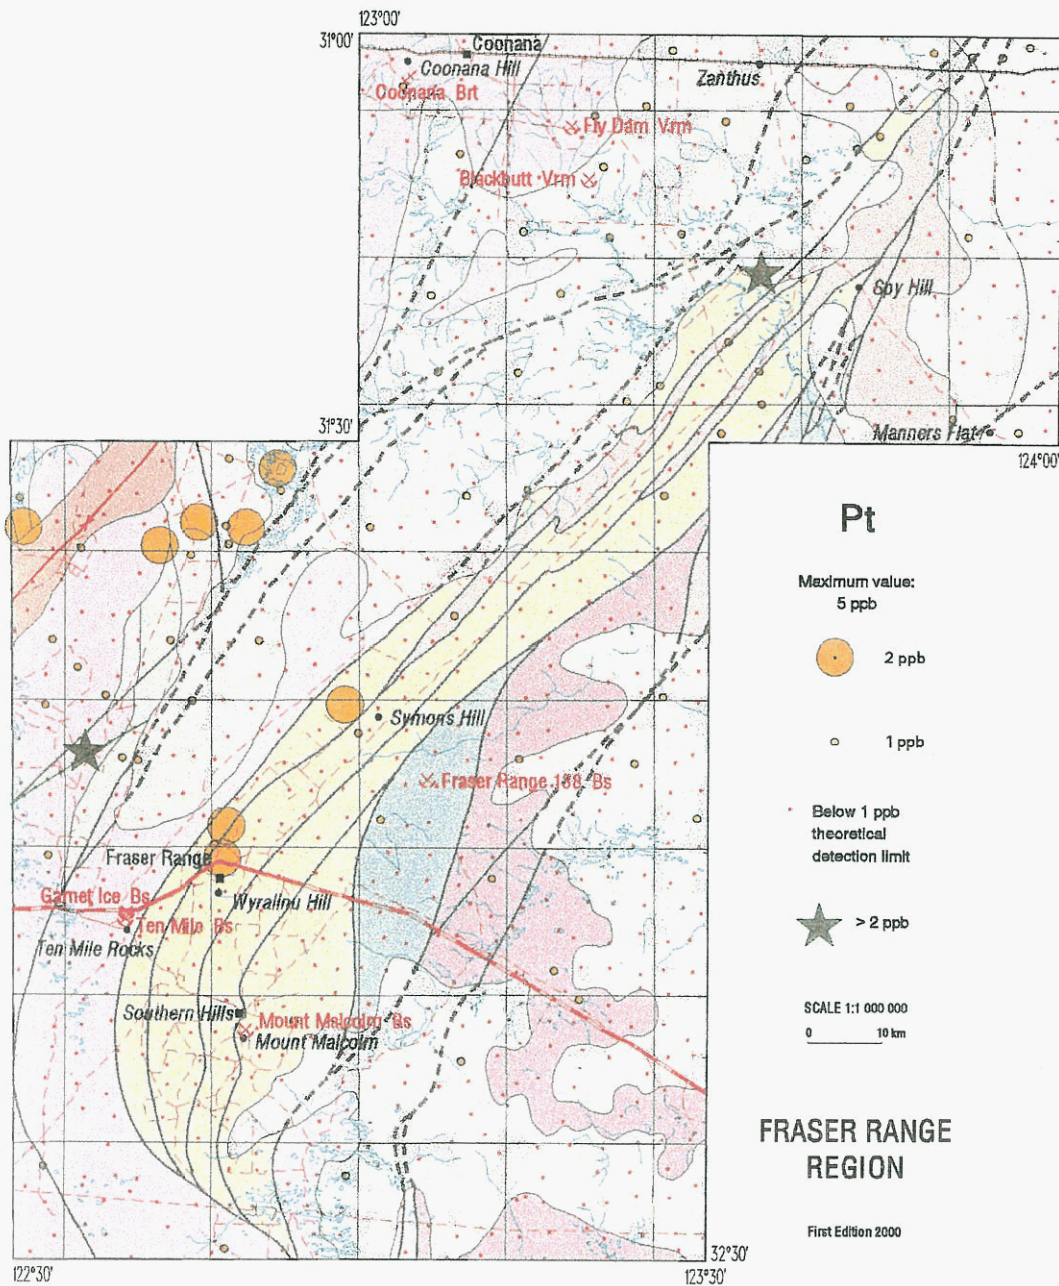 123°00'
31°00'
Coonana
Coonana Hill
Zanthus
Coonana Brt
Fly Dam Vrm
Blackbutt Vrm
Spy Hill
31°30'
Manners Flat
124°00'
Pt
Maximum value:
5 ppb
2 ppb
1 ppb
Below 1 ppb
theoretical
detection limit
> 2 ppb
SCALE 1:1 000 000
0 10 km
Symons Hill
Fraser Range 138 Bs
Fraser Range
Wyralinu Hill
Garnet Ice Bs
Ten Mile Bs
Ten Mile Rocks
Southern Hills
Mount Malcolm Bs
Mount Malcolm
FRASER RANGE
REGION
First Edition 2000
32°30'
122°30'
123°30'